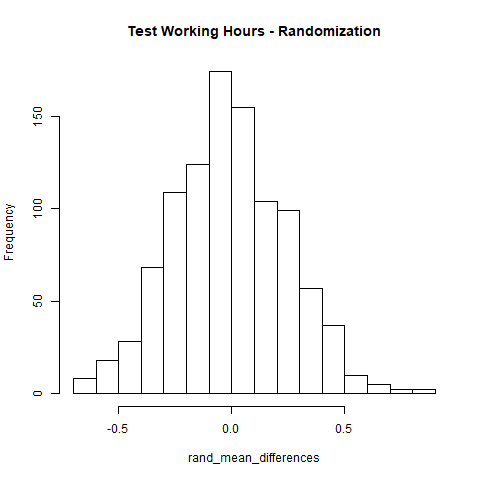 Test Working Hours - Randomization
Frequency
150
100
50
0
-0.5 0.0 0.5
rand_mean_differences